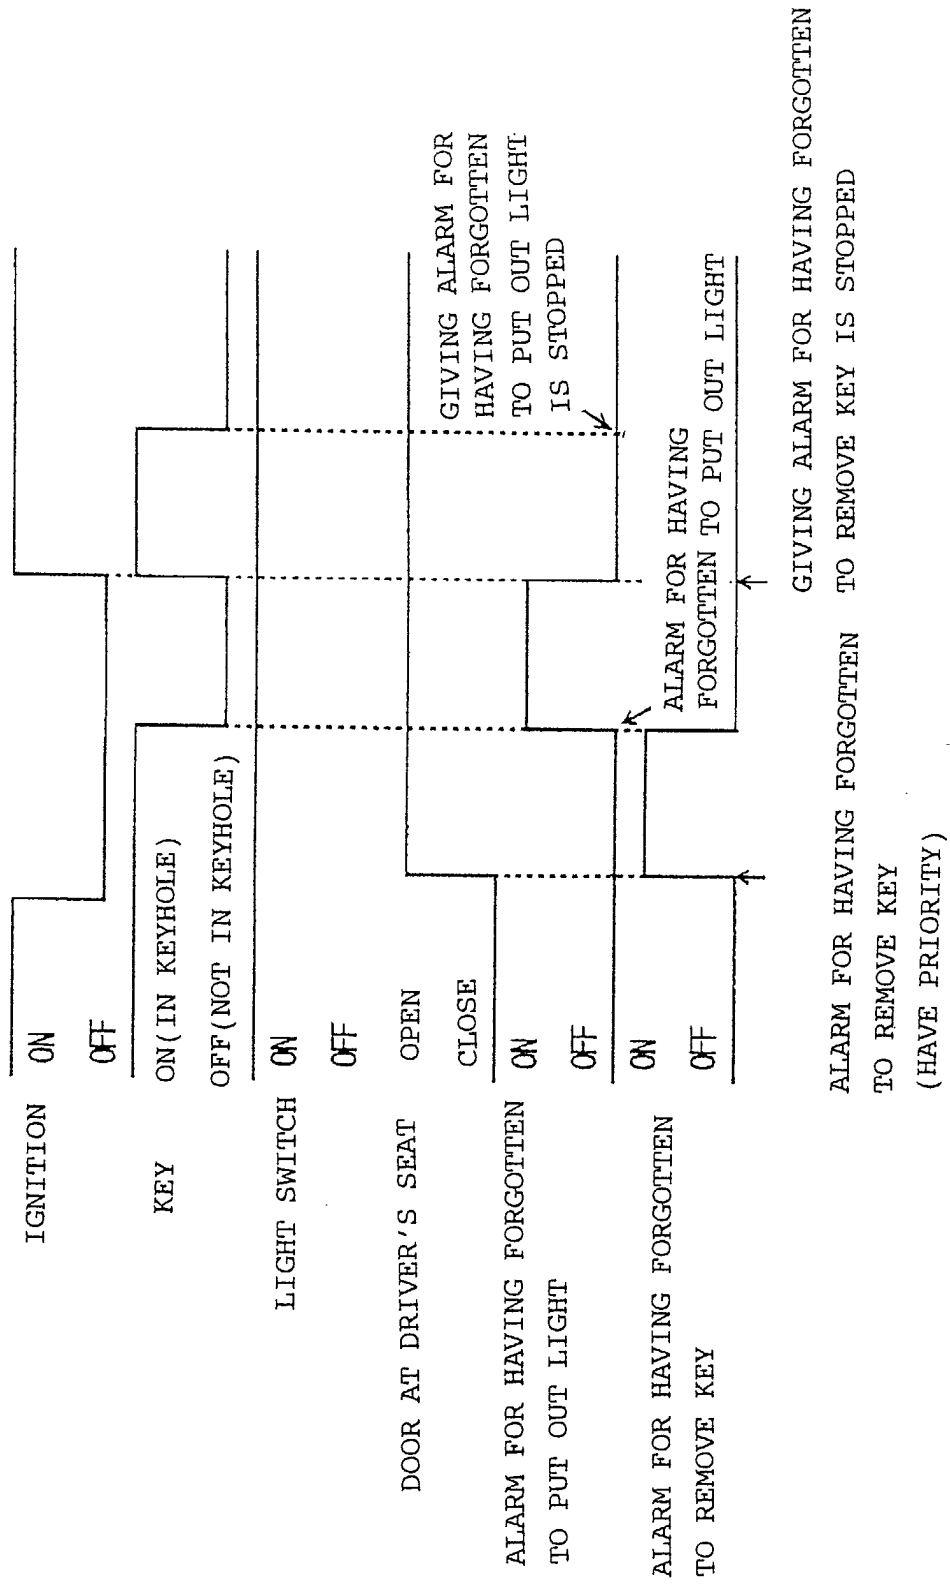 IGNITION
ON
OFF
KEY
ON(IN KEYHOLE)
OFF(NOT IN KEYHOLE)
LIGHT SWITCH
ON
OFF
DOOR AT DRIVER'S SEAT
OPEN
CLOSE
ALARM FOR HAVING FORGOTTEN
TO PUT OUT LIGHT
ON
OFF
ALARM FOR HAVING FORGOTTEN
TO REMOVE KEY
ON
OFF
GIVING ALARM FOR
HAVING FORGOTTEN
TO PUT OUT LIGHT
IS STOPPED
ALARM FOR HAVING
FORGOTTEN TO PUT OUT LIGHT
ALARM FOR HAVING FORGOTTEN
TO REMOVE KEY
(HAVE PRIORITY)
GIVING ALARM FOR HAVING FORGOTTEN
TO REMOVE KEY IS STOPPED